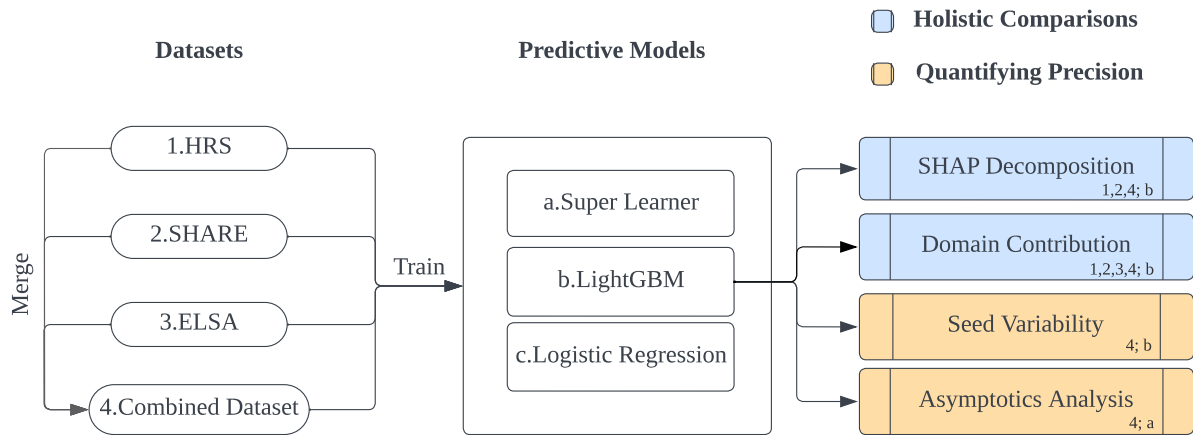 Datasets
Predictive Models
Holistic Comparisons
Quantifying Precision
Merge
1.HRS
2.SHARE
3.ELSA
4.Combined Dataset
Train
a.Super Learner
b.LightGBM
c.Logistic Regression
SHAP Decomposition
1,2,4; b
Domain Contribution
1,2,3,4; b
Seed Variability
4; b
Asymptotics Analysis
4; a